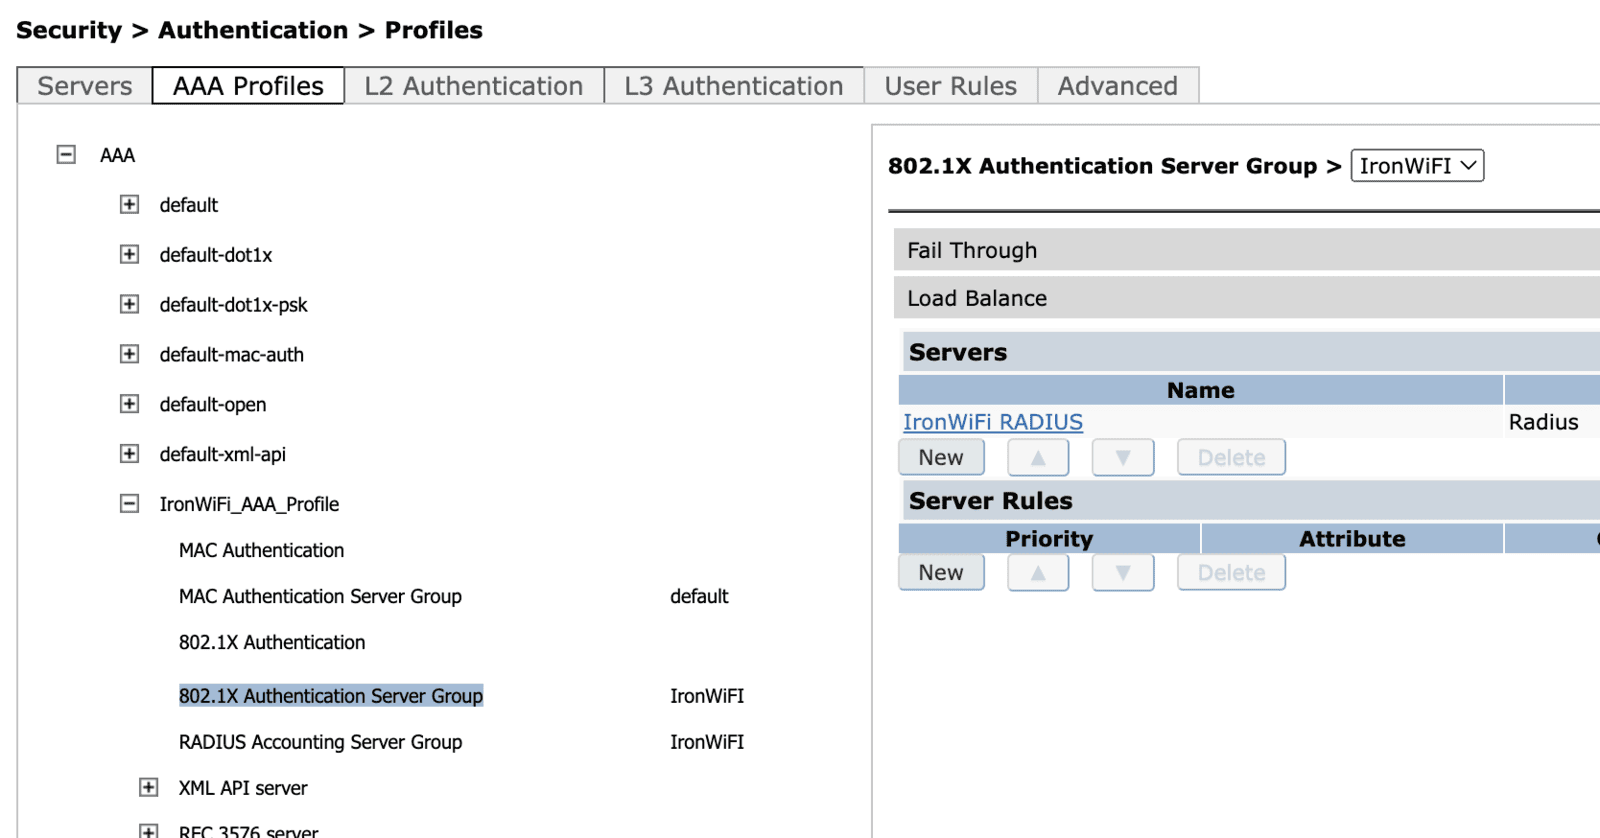 Security > Authentication > Profiles
Servers
AAA Profiles
L2 Authentication
L3 Authentication
User Rules
Advanced
AAA
default
default-dot1x
default-dot1x-psk
default-mac-auth
default-open
default-xml-api
IronWiFi_AAA_Profile
MAC Authentication
MAC Authentication Server Group default
802.1X Authentication
802.1X Authentication Server Group IronWiFI
RADIUS Accounting Server Group IronWiFI
XML API server
RFC 3576 server
802.1X Authentication Server Group > IronWiFI
Fail Through
Load Balance
Servers
Name
IronWiFi RADIUS Radius
New ▲ ▼ Delete
Server Rules
Priority Attribute
New ▲ ▼ Delete